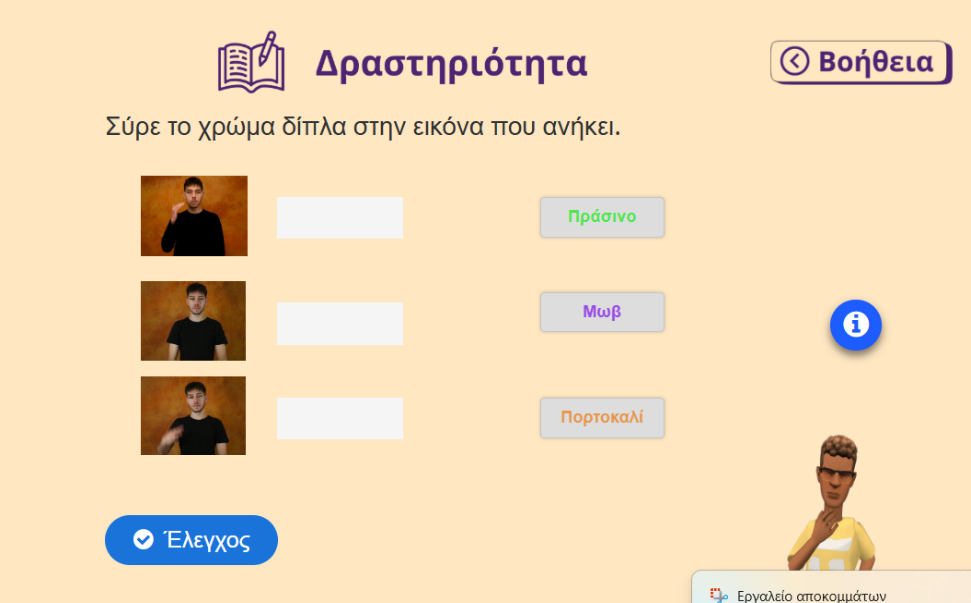 Δραστηριότητα
Βοήθεια
Σύρε το χρώμα δίπλα στην εικόνα που ανήκει.
Πράσινο
Μωβ
Πορτοκαλί
Έλεγχος
Εργαλείο αποκομμάτων